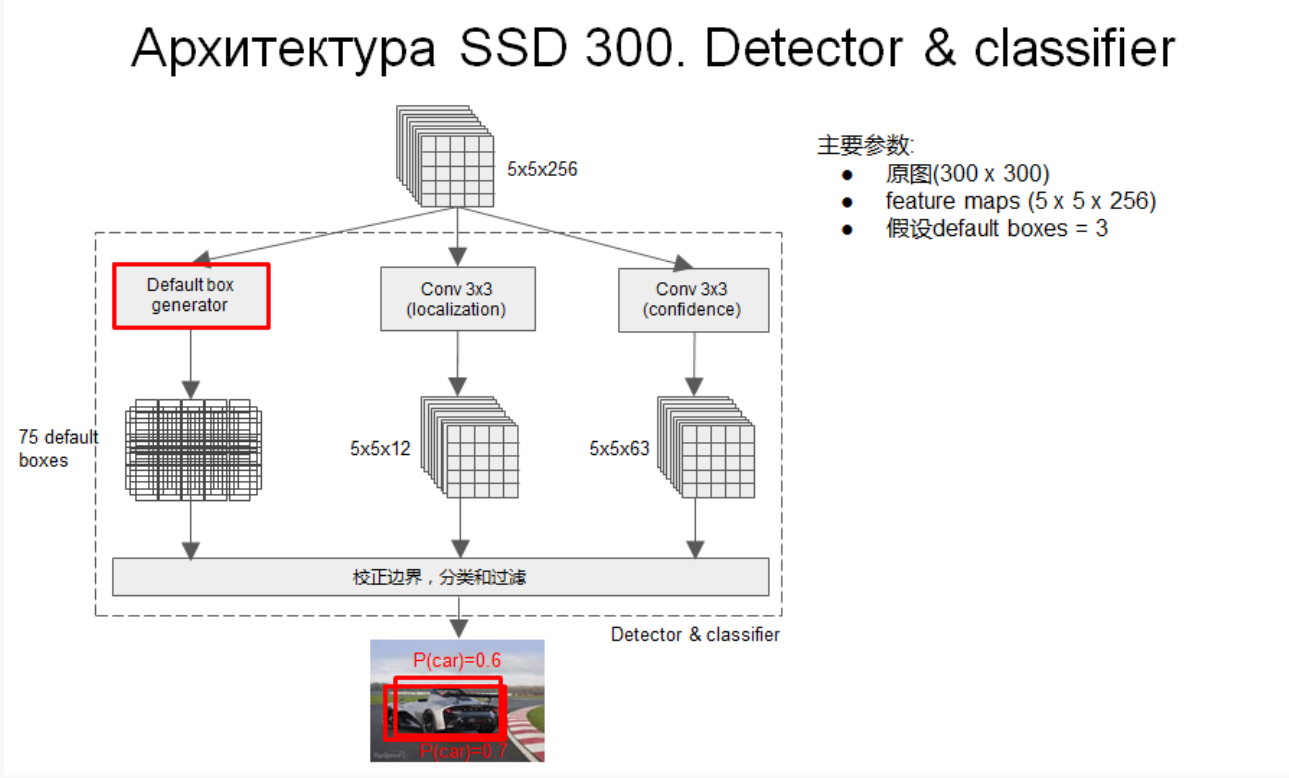 Архитектура SSD 300. Detector & classifier
5x5x256
主要参数:
● 原图(300 x 300)
● feature maps (5 x 5 x 256)
● 假设default boxes = 3
Default box
generator
Conv 3x3
(localization)
Conv 3x3
(confidence)
75 default
boxes
5x5x12
5x5x63
校正边界，分类和过滤
Detector & classifier
P(car)=0.6
P(car)=0.7